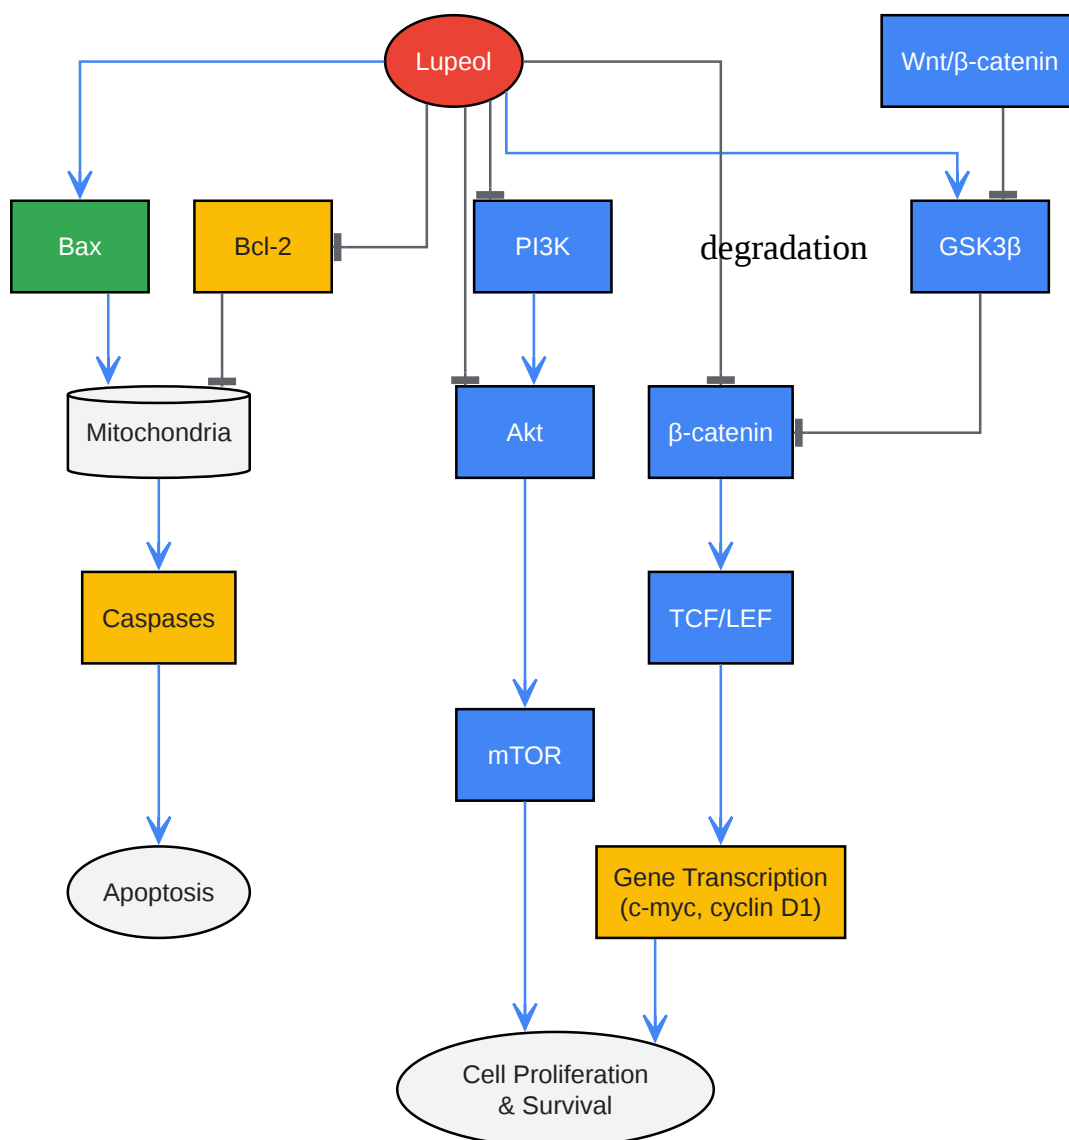 Lupeol
Wnt/β-catenin
Bax
Bcl-2
PI3K
degradation
GSK3β
Mitochondria
Akt
β-catenin
Caspases
TCF/LEF
mTOR
Apoptosis
Gene Transcription
(c-myc, cyclin D1)
Cell Proliferation
& Survival